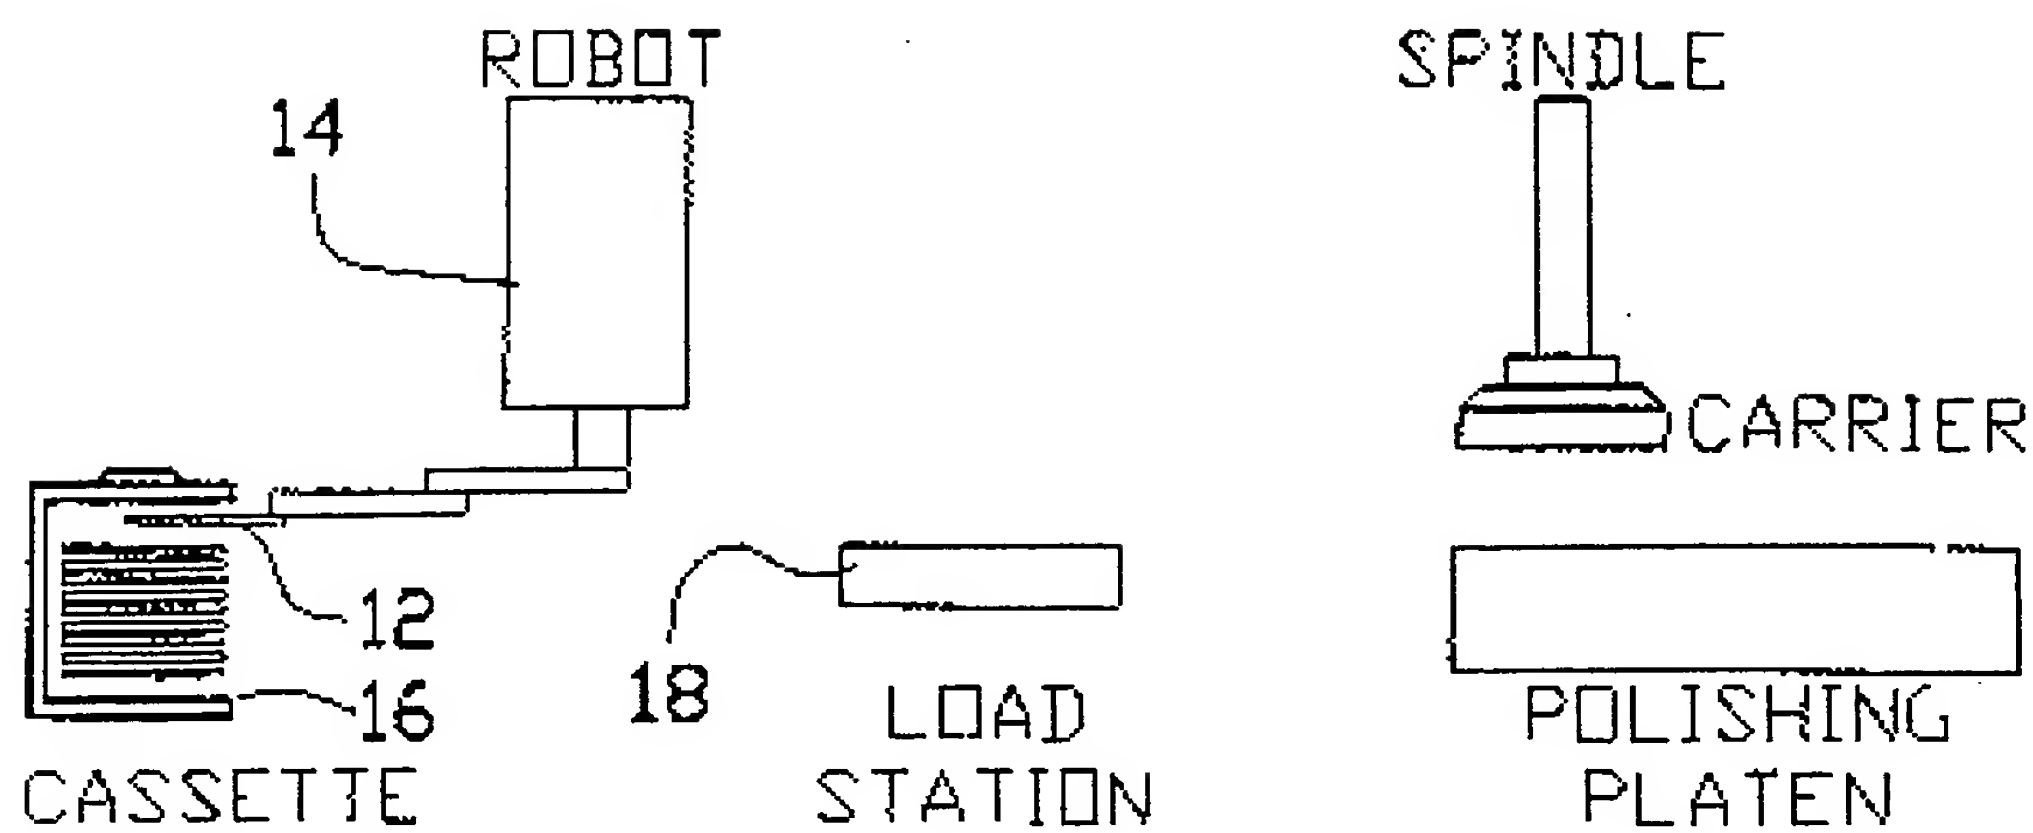 ROBOT
SPINDLE
14
CARRIER
12
16
18
LOAD
STATION
POLISHING
PLATEN
CASSETTE